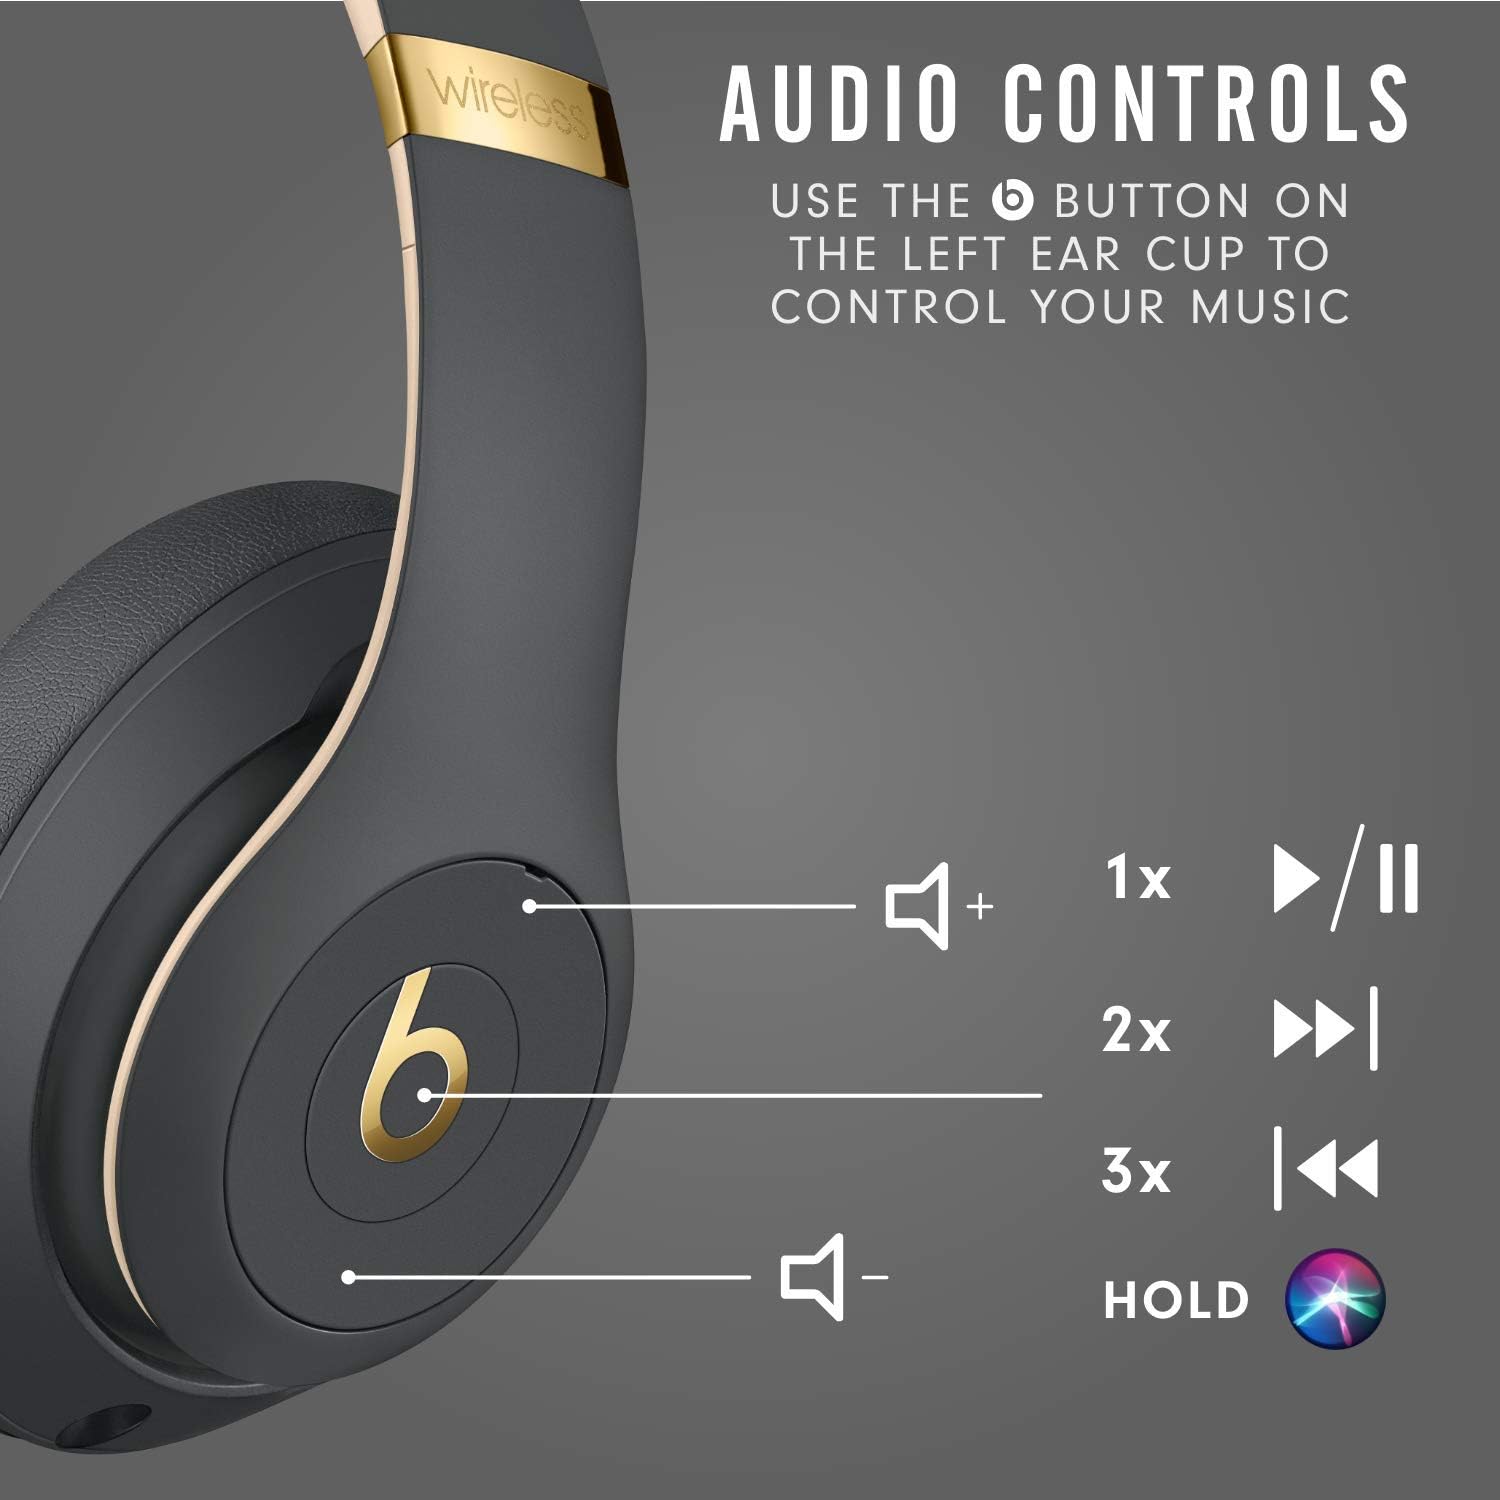 wireless
AUDIO CONTROLS
USE THE b BUTTON ON
THE LEFT EAR CUP TO
CONTROL YOUR MUSIC
+
1x
2x
b
3x
-
HOLD